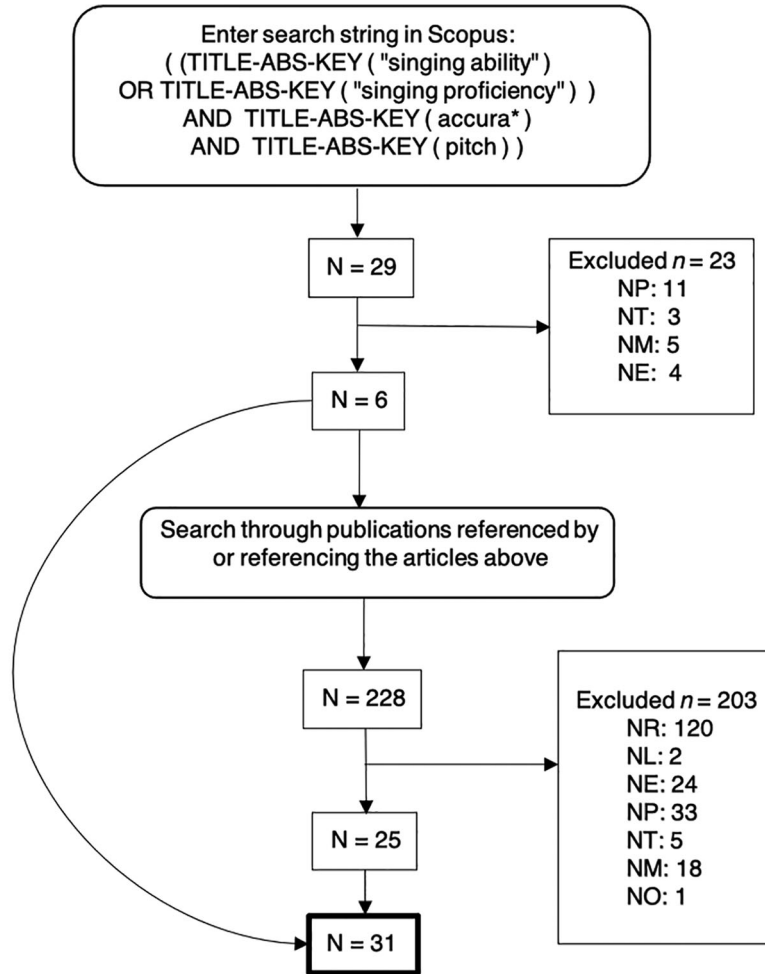 Enter search string in Scopus:
( (TITLE-ABS-KEY ( "singing ability" )
OR TITLE-ABS-KEY ( "singing proficiency" ) )
AND TITLE-ABS-KEY ( accura* )
AND TITLE-ABS-KEY ( pitch ) )
N = 29
Excluded n = 23
NP: 11
NT: 3
NM: 5
NE: 4
N = 6
Search through publications referenced by
or referencing the articles above
N = 228
Excluded n = 203
NR: 120
NL: 2
NE: 24
NP: 33
NT: 5
NM: 18
NO: 1
N = 25
N = 31